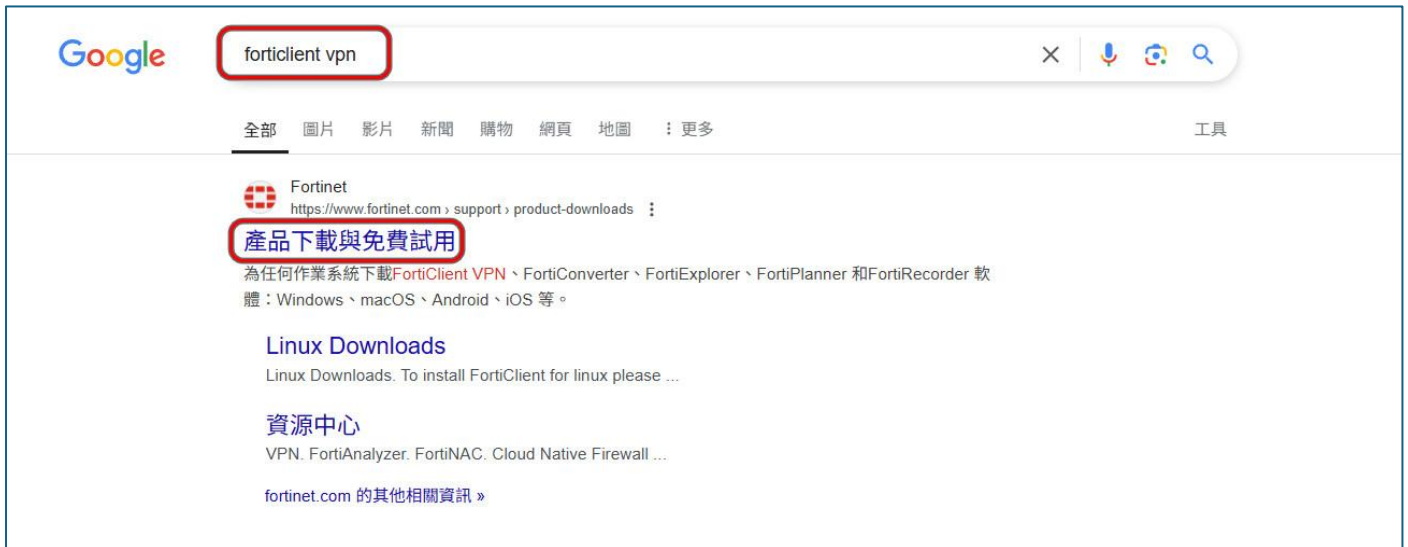 Google
forticlient vpn
全部 圖片 影片 新聞 購物 網頁 地圖 ⋮ 更多 工具
Fortinet
https://www.fortinet.com › support › product-downloads ⋮
產品下載與免費試用
為任何作業系統下載FortiClient VPN、FortiConverter、FortiExplorer、FortiPlanner 和FortiRecorder 軟
體：Windows、macOS、Android、iOS 等。
Linux Downloads
Linux Downloads. To install FortiClient for linux please ...
資源中心
VPN. FortiAnalyzer. FortiNAC. Cloud Native Firewall ...
fortinet.com 的其他相關資訊 »